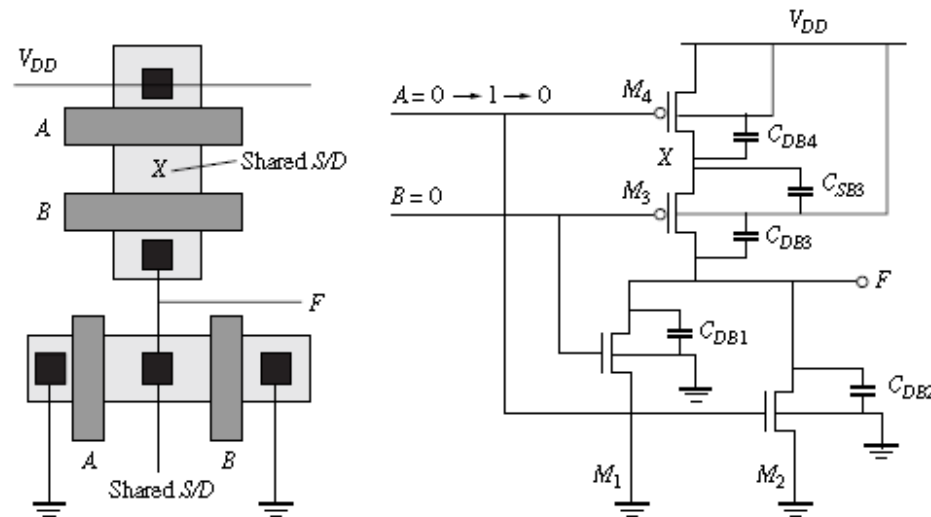 V_DD
A
X
Shared S/D
B
F
A
B
Shared S/D
V_DD
A = 0 → 1 → 0
M_4
C_DB4
X
C_SB3
B = 0
M_3
C_DB3
F
C_DB1
C_DB2
M_1
M_2